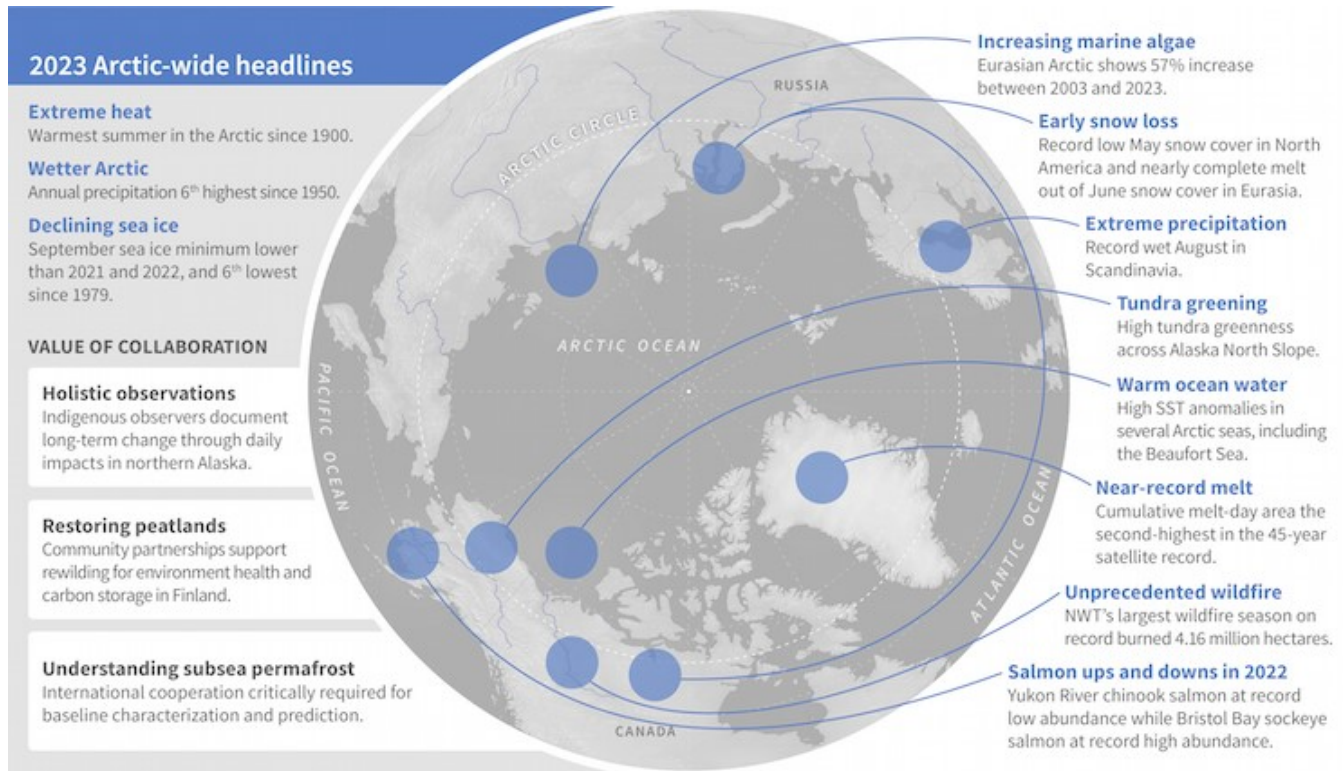 2023 Arctic-wide headlines
Extreme heat
Warmest summer in the Arctic since 1900.
Wetter Arctic
Annual precipitation 6th highest since 1950.
Declining sea ice
September sea ice minimum lower
than 2021 and 2022, and 6th lowest
since 1979.
VALUE OF COLLABORATION
Holistic observations
Indigenous observers document
long-term change through daily
impacts in northern Alaska.
Restoring peatlands
Community partnerships support
rewilding for environment health and
carbon storage in Finland.
Understanding subsea permafrost
International cooperation critically required for
baseline characterization and prediction.
RUSSIA
ARCTIC CIRCLE
ARCTIC OCEAN
PACIFIC OCEAN
ATLANTIC OCEAN
CANADA
Increasing marine algae
Eurasian Arctic shows 57% increase
between 2003 and 2023.
Early snow loss
Record low May snow cover in North
America and nearly complete melt
out of June snow cover in Eurasia.
Extreme precipitation
Record wet August in
Scandinavia.
Tundra greening
High tundra greenness
across Alaska North Slope.
Warm ocean water
High SST anomalies in
several Arctic seas, including
the Beaufort Sea.
Near-record melt
Cumulative melt-day area the
second-highest in the 45-year
satellite record.
Unprecedented wildfire
NWT's largest wildfire season on
record burned 4.16 million hectares.
Salmon ups and downs in 2022
Yukon River chinook salmon at record
low abundance while Bristol Bay sockeye
salmon at record high abundance.